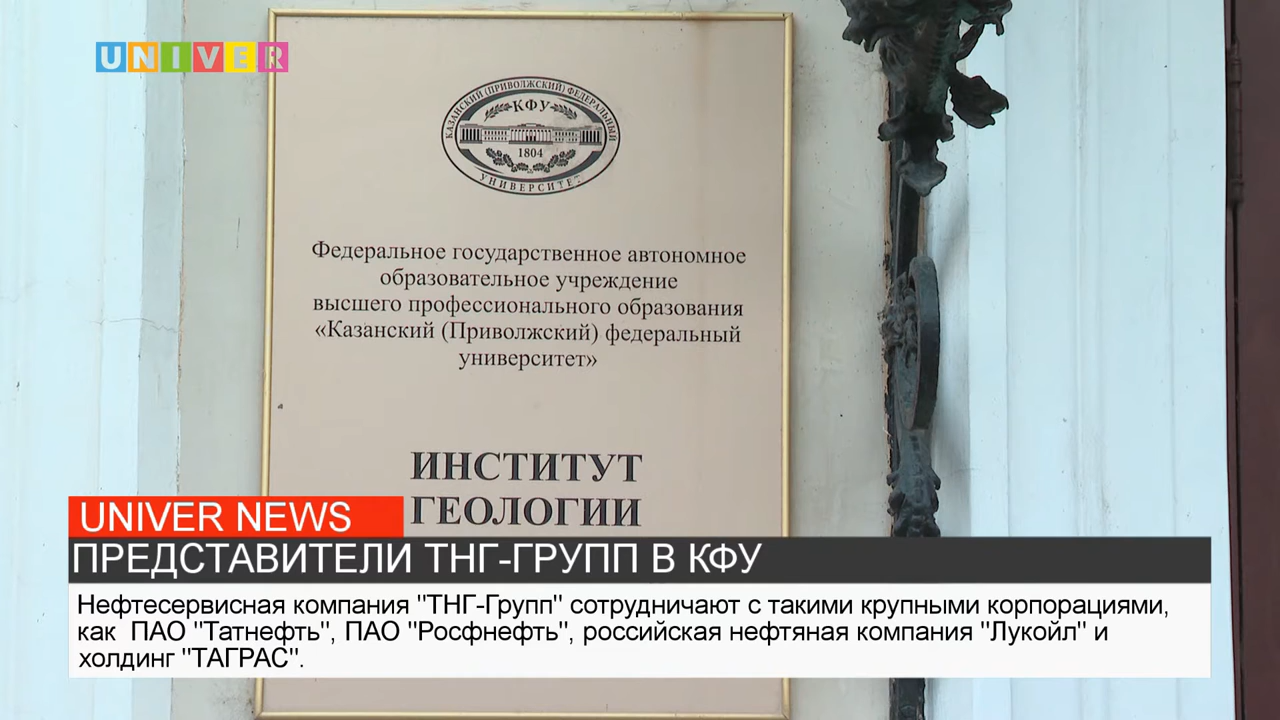 UNIVER
КАЗАНСКИЙ (ПРИВОЛЖСКИЙ) ФЕДЕРАЛЬНЫЙ
КФУ
1804
УНИВЕРСИТЕТ
Федеральное государственное автономное
образовательное учреждение
высшего профессионального образования
«Казанский (Приволжский) федеральный
университет»
ИНСТИТУТ
ГЕОЛОГИИ
UNIVER NEWS
ПРЕДСТАВИТЕЛИ ТНГ-ГРУПП В КФУ
Нефтесервисная компания "ТНГ-Групп" сотрудничают с такими крупными корпорациями,
как ПАО "Татнефть", ПАО "Росфнефть", российская нефтяная компания "Лукойл" и
холдинг "ТАГРАС".